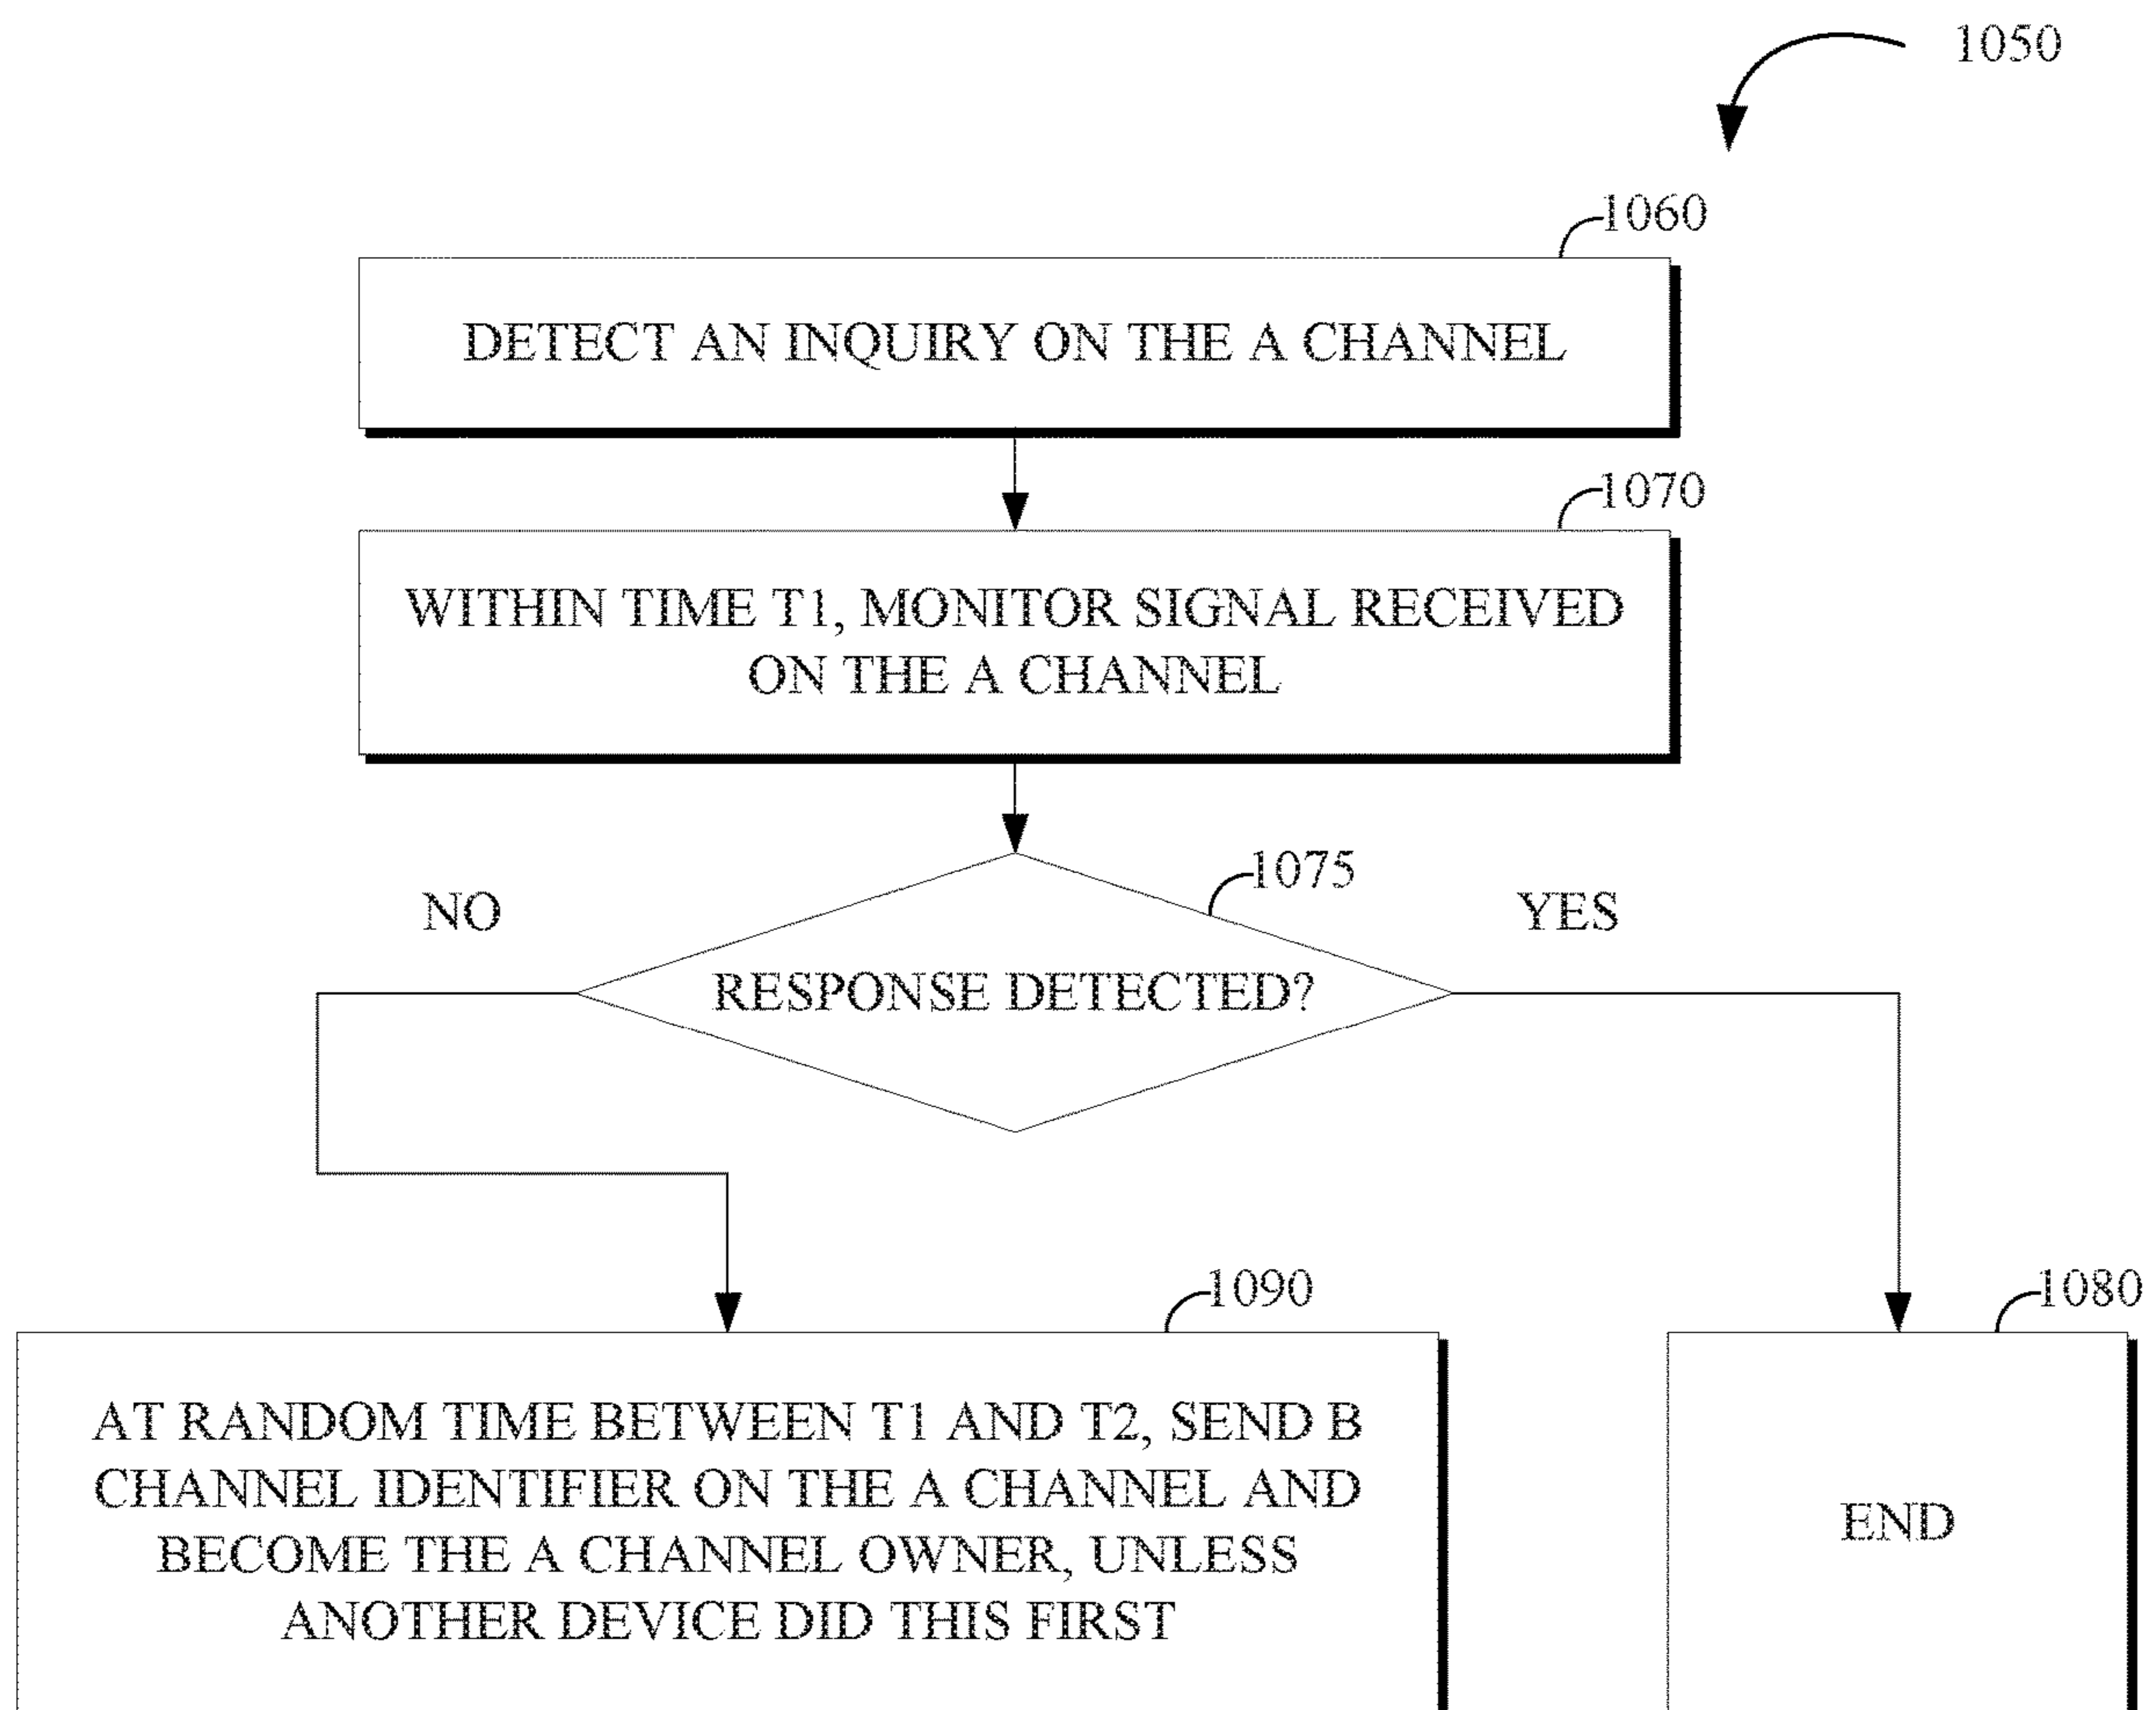 1050
1060
DETECT AN INQUIRY ON THE A CHANNEL
1070
WITHIN TIME T1, MONITOR SIGNAL RECEIVED
ON THE A CHANNEL
1075
NO
YES
RESPONSE DETECTED?
1090
1080
AT RANDOM TIME BETWEEN T1 AND T2, SEND B
CHANNEL IDENTIFIER ON THE A CHANNEL AND
BECOME THE A CHANNEL OWNER, UNLESS
ANOTHER DEVICE DID THIS FIRST
END